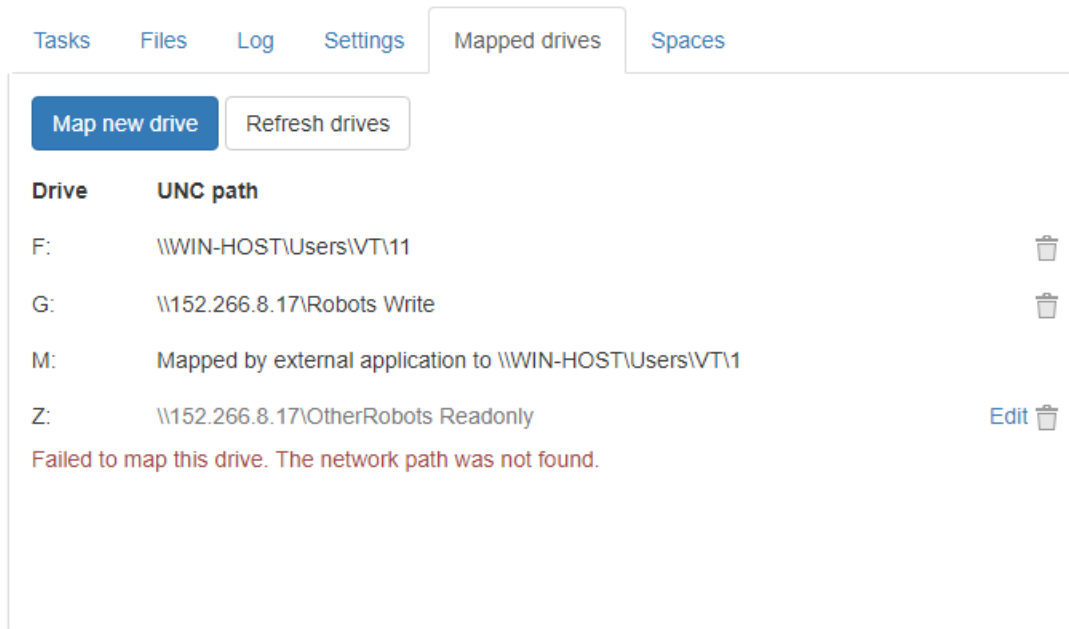 Tasks Files Log Settings Mapped drives Spaces
Map new drive Refresh drives
Drive UNC path
F: \\WIN-HOST\Users\VT\11
G: \\152.266.8.17\Robots Write
M: Mapped by external application to \\WIN-HOST\Users\VT\1
Z: \\152.266.8.17\OtherRobots Readonly Edit
Failed to map this drive. The network path was not found.